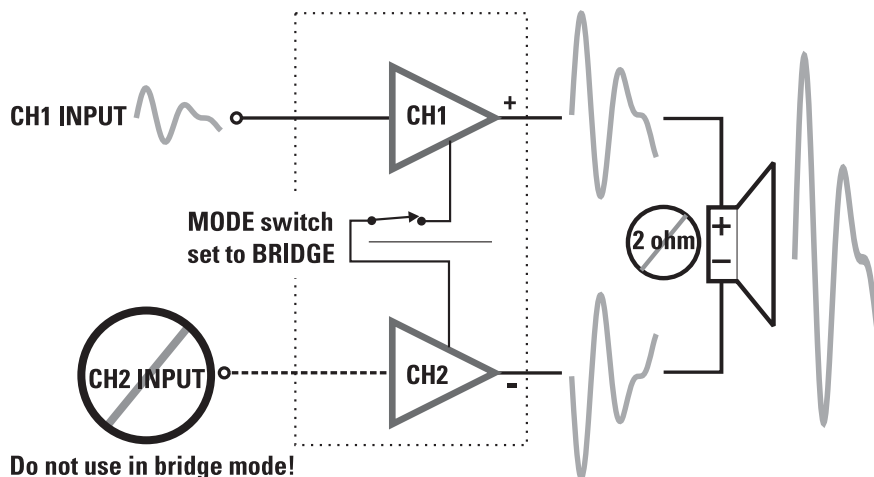 CH1 INPUT
CH1
+
MODE switch
set to BRIDGE
2 ohm
+
−
CH2 INPUT
CH2
-
Do not use in bridge mode!